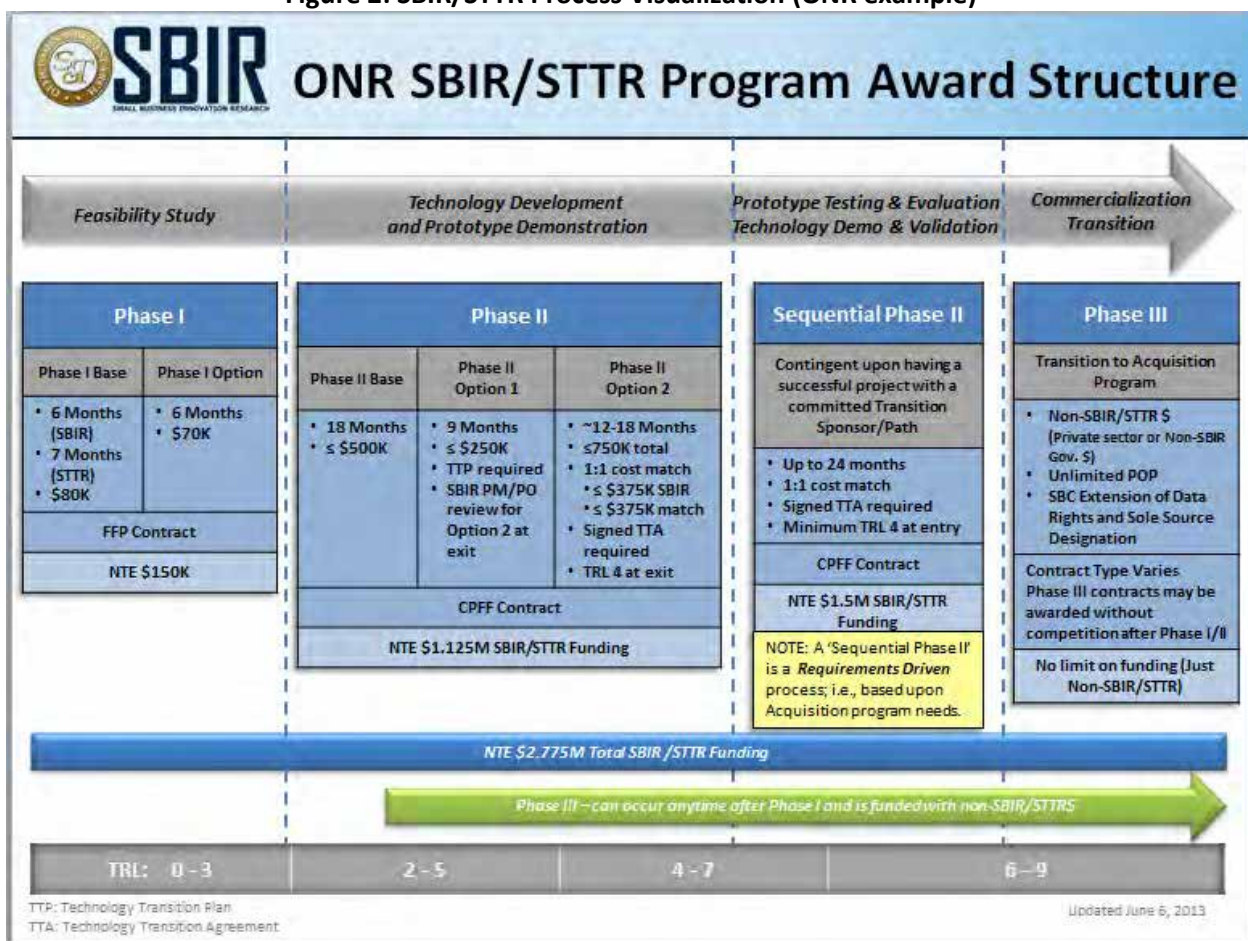 Figure 2: SBIR/STTR Process Visualization (ONR example)
SBIR
SMALL BUSINESS INNOVATION RESEARCH
ONR SBIR/STTR Program Award Structure
Feasibility Study
Technology Development
and Prototype Demonstration
Prototype Testing & Evaluation
Technology Demo & Validation
Commercialization
Transition
Phase I
Phase I Base
Phase I Option
• 6 Months
(SBIR)
• 7 Months
(STTR)
• $80K
• 6 Months
• $70K
FFP Contract
NTE $150K
Phase II
Phase II Base
Phase II
Option 1
Phase II
Option 2
• 18 Months
• ≤ $500K
• 9 Months
• ≤ $250K
• TTP required
• SBIR PM/PO
review for
Option 2 at
exit
• ~12-18 Months
• ≤750K total
• 1:1 cost match
• ≤ $375K SBIR
• ≤ $375K match
• Signed TTA
required
• TRL 4 at exit
CPFF Contract
NTE $1.125M SBIR/STTR Funding
Sequential Phase II
Contingent upon having a
successful project with a
committed Transition
Sponsor/Path
• Up to 24 months
• 1:1 cost match
• Signed TTA required
• Minimum TRL 4 at entry
CPFF Contract
NTE $1.5M SBIR/STTR
Funding
NOTE: A 'Sequential Phase II'
is a Requirements Driven
process; i.e., based upon
Acquisition program needs.
Phase III
Transition to Acquisition
Program
• Non-SBIR/STTR $
(Private sector or Non-SBIR
Gov. $)
• Unlimited POP
• SBC Extension of Data
Rights and Sole Source
Designation
Contract Type Varies
Phase III contracts may be
awarded without
competition after Phase I/II
No limit on funding (Just
Non-SBIR/STTR)
NTE $2.775M Total SBIR/STTR Funding
Phase III – can occur anytime after Phase I and is funded with non-SBIR/STTR$
TRL: 0 - 3
2 - 5
4 - 7
6 – 9
TTP: Technology Transition Plan
TTA: Technology Transition Agreement
Updated June 6, 2013